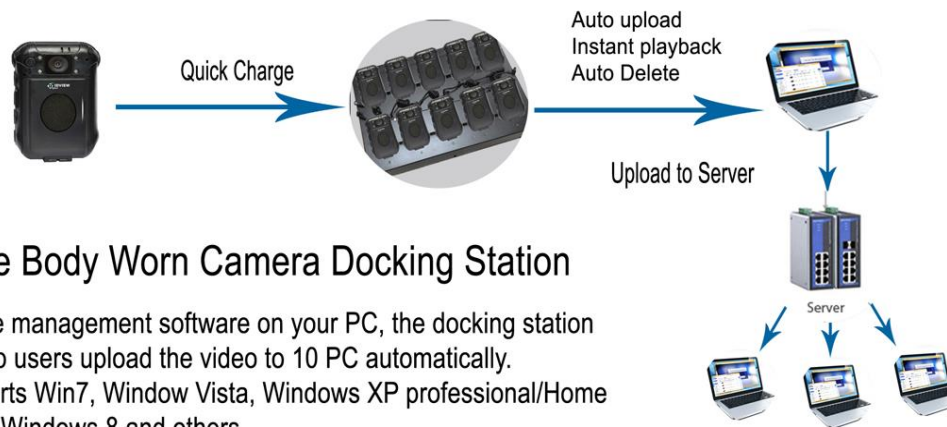 Auto upload
Instant playback
Auto Delete
Quick Charge
Upload to Server
Body Worn Camera Docking Station
Server
management software on your PC, the docking station
users upload the video to 10 PC automatically.
Win7, Window Vista, Windows XP professional/Home
Windows 8 and others